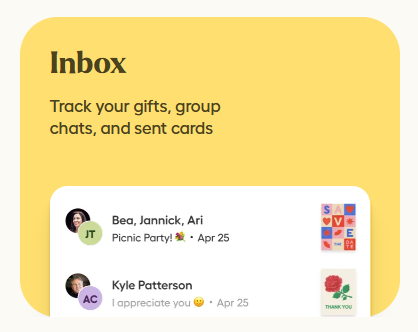 Inbox
Track your gifts, group
chats, and sent cards
Bea, Jannick, Ari
JT
Picnic Party! 💐 • Apr 25
SAVE
THE DATE
Kyle Patterson
AC
I appreciate you 🙂 • Apr 25
THANK YOU